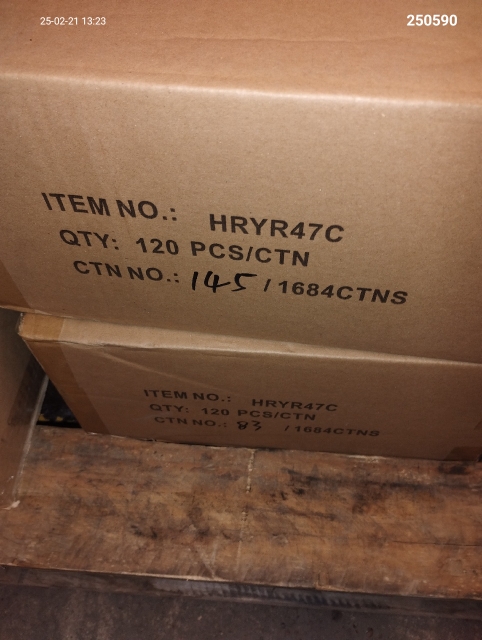 25-02-21 13:23
250590
ITEM NO.: HRYR47C
QTY: 120 PCS/CTN
CTN NO.: 145 / 1684CTNS
ITEM NO.: HRYR47C
QTY: 120 PCS/CTN
CTN NO.: 83 / 1684CTNS